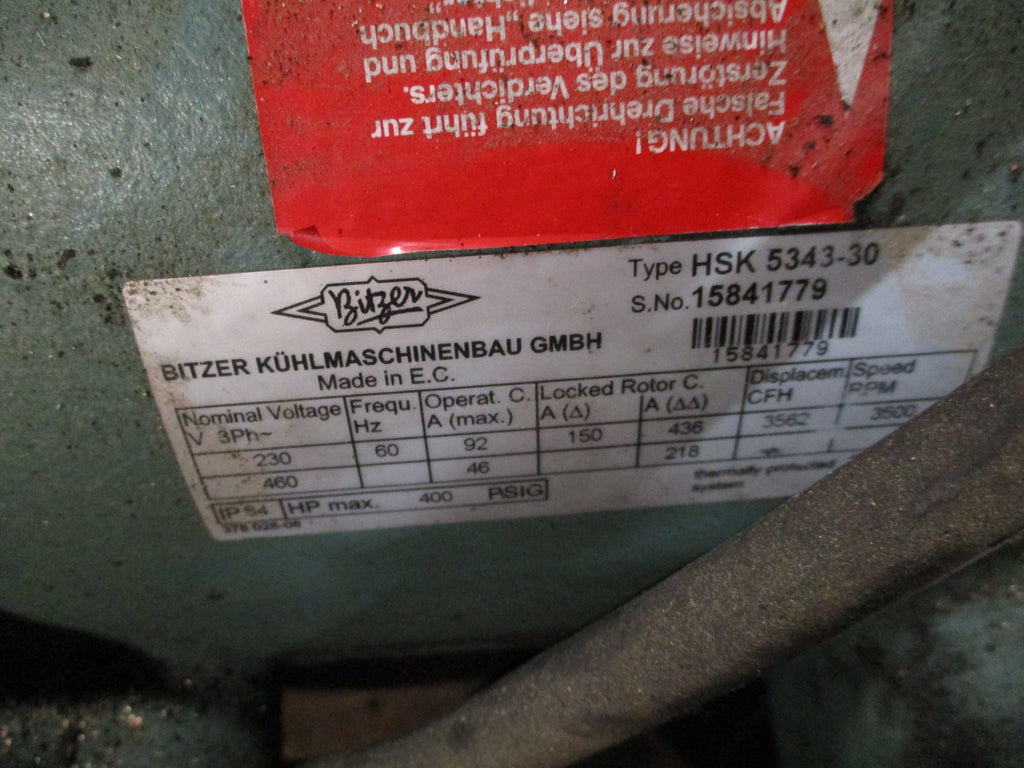 ACHTUNG!
Falsche Drehrichtung führt zur
Zerstörung des Verdichters.
Hinweise zur Überprüfung und
Absicherung siehe „Handbuch
Bitzer
Type HSK 5343-30
S.No. 15841779
15841779
BITZER KÜHLMASCHINENBAU GMBH
Made in E.C.
Nominal Voltage Frequ. Operat. C. Locked Rotor C. Displacem. Speed
V 3Ph~ Hz A (max.) A (Δ) A (ΔΔ) CFH RPM
230 60 92 150 436 3562 3500
460 46 218
IP 54 HP max. 400 PSIG
thermally protected
system
378 028-08